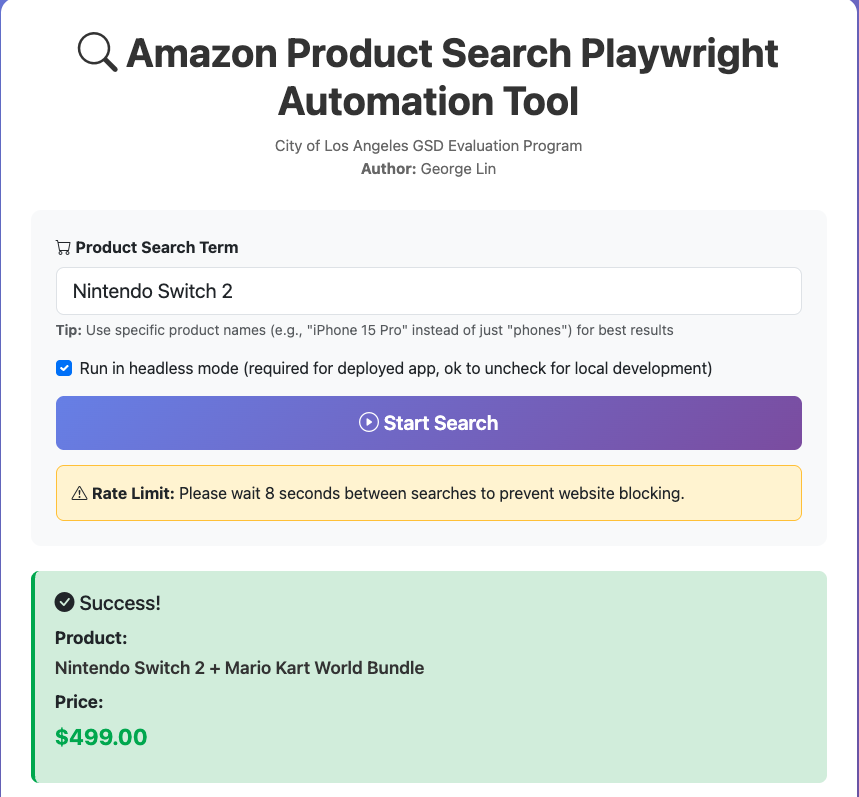 Amazon Product Search Playwright
Automation Tool
City of Los Angeles GSD Evaluation Program
Author: George Lin
Product Search Term
Nintendo Switch 2
Tip: Use specific product names (e.g., "iPhone 15 Pro" instead of just "phones") for best results
Run in headless mode (required for deployed app, ok to uncheck for local development)
Start Search
Rate Limit: Please wait 8 seconds between searches to prevent website blocking.
Success!
Product:
Nintendo Switch 2 + Mario Kart World Bundle
Price:
$499.00